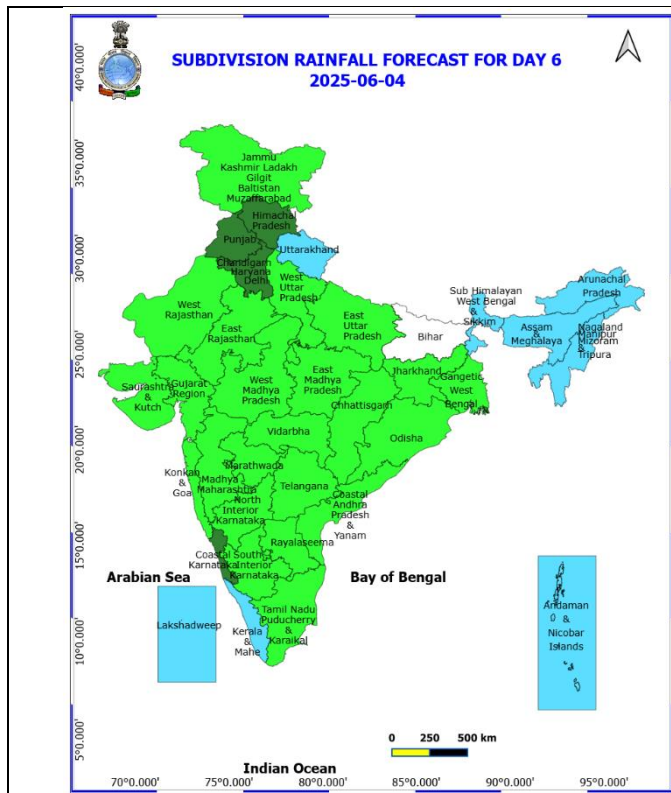 SUBDIVISION RAINFALL FORECAST FOR DAY 6
2025-06-04
40°0.000'
35°0.000'
30°0.000'
25°0.000'
20°0.000'
15°0.000'
10°0.000'
5°0.000'
Jammu
Kashmir Ladakh
Gilgit
Baltistan
Muzaffarabad
Himachal
Pradesh
Punjab
Uttarakhand
Chandigarh
Haryana
Delhi
West
Uttar
Pradesh
Arunachal
Pradesh
Sub Himalayan
West Bengal
&
Sikkim
Assam
&
Meghalaya
Nagaland
Manipur
Mizoram
&
Tripura
West
Rajasthan
East
Rajasthan
East
Uttar
Pradesh
Bihar
Saurashtra
&
Kutch
Gujarat
Region
West
Madhya
Pradesh
East
Madhya
Pradesh
Jharkhand
Gangetic
West
Bengal
Chhattisgarh
Odisha
Vidarbha
Konkan
&
Goa
Marathwada
Madhya
Maharashtra
North
Interior
Karnataka
Telangana
Coastal
Andhra
Pradesh
&
Yanam
Rayalaseema
Coastal
Karnataka
South
Interior
Karnataka
Arabian Sea
Bay of Bengal
Lakshadweep
Kerala
&
Mahe
Tamil Nadu
Puducherry
&
Karaikal
Andaman
&
Nicobar
Islands
0 250 500 km
Indian Ocean
70°0.000' 75°0.000' 80°0.000' 85°0.000' 90°0.000' 95°0.000'